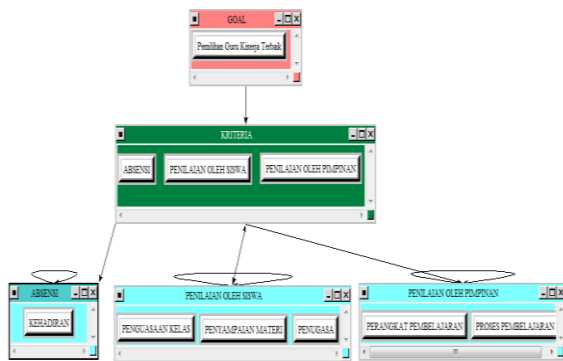 GOAL
Pemilihan Guru Kinerja Terbaik
KRITERIA
ABSENSI
PENILAIAN OLEH SISWA
PENILAIAN OLEH PIMPINAN
ABSENSI
KEHADIRAN
PENILAIAN OLEH SISWA
PENGUASAAN KELAS
PENYAMPAIAN MATERI
PENUGASA
PENILAIAN OLEH PIMPINAN
PERANGKAT PEMBELAJARAN
PROSES PEMBELAJARAN